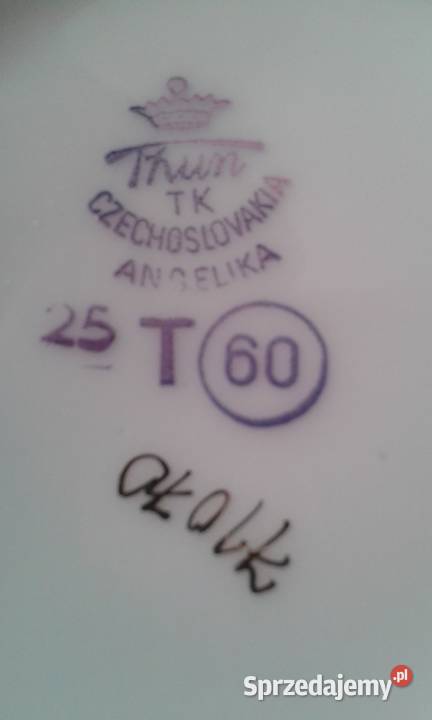 Thun
TK
CZECHOSLOVAKIA
ANGELIKA
25 T 60
Sprzedajemy.pl